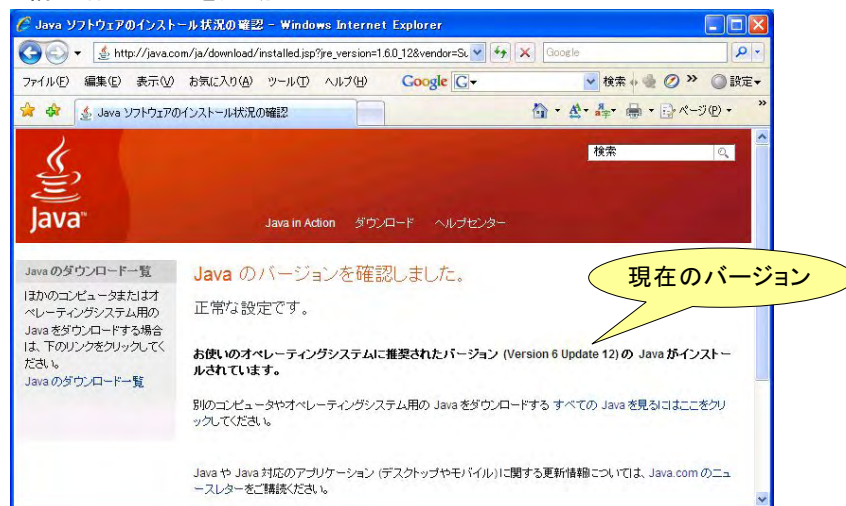 Java ソフトウェアのインストール状況の確認 - Windows Internet Explorer
http://java.com/ja/download/installed.jsp?jre_version=1.6.0_12&vendor=Su
Google
ファイル(F) 編集(E) 表示(V) お気に入り(A) ツール(T) ヘルプ(H) Google G 検索 » 設定
Java ソフトウェアのインストール状況の確認 ページ(P) »
検索
Java™
Java in Action ダウンロード ヘルプセンター
Java のダウンロード一覧
ほかのコンピュータまたはオ
ペレーティングシステム用の
Java をダウンロードする場合
は、下のリンクをクリックしてく
ださい。
Java のダウンロード一覧
Java のバージョンを確認しました。
現在のバージョン
正常な設定です。
お使いのオペレーティングシステムに推奨されたバージョン (Version 6 Update 12) の Java がインストー
ルされています。
別のコンピュータやオペレーティングシステム用の Java をダウンロードする すべての Java を見るにはここをクリ
ックしてください。
Java や Java 対応のアプリケーション (デスクトップやモバイル)に関する更新情報については、Java.com のニュ
ースレターをご購読ください。